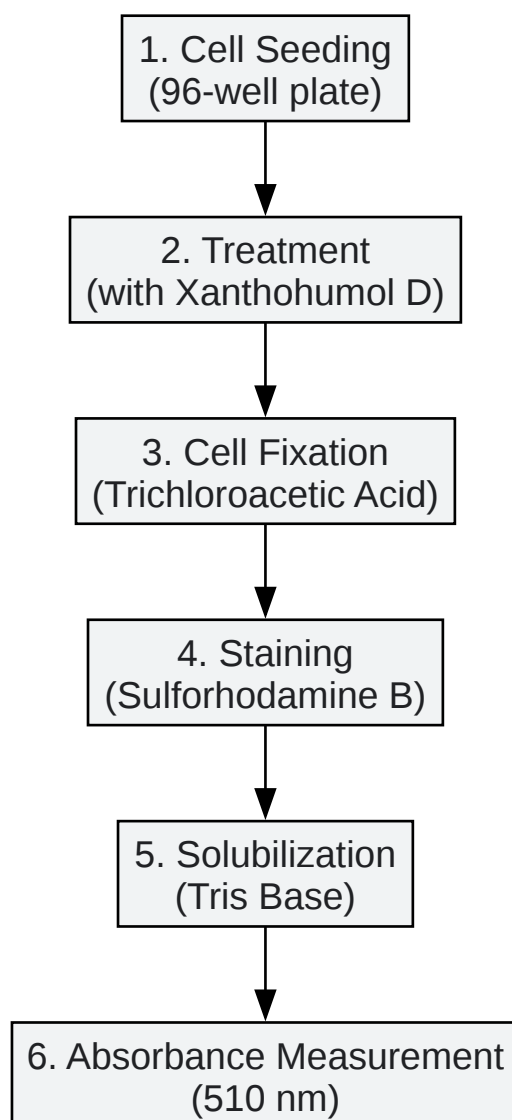 1. Cell Seeding
(96-well plate)
2. Treatment
(with Xanthohumol D)
3. Cell Fixation
(Trichloroacetic Acid)
4. Staining
(Sulforhodamine B)
5. Solubilization
(Tris Base)
6. Absorbance Measurement
(510 nm)